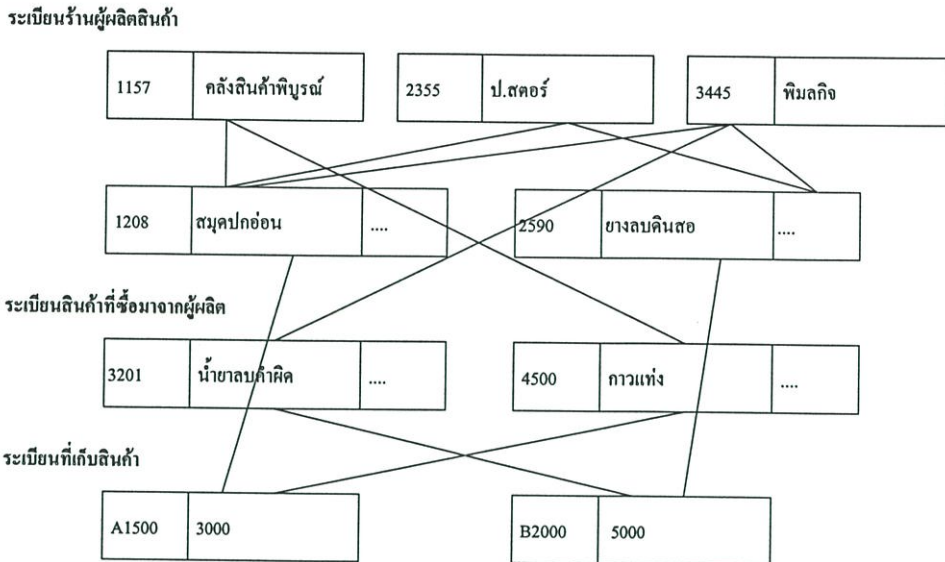 ระเบียนร้านผู้ผลิตสินค้า
1157 คลังสินค้าพิบูรณ์ 2355 ป.สตอร์ 3445 พิมลกิจ
1208 สมุดปกอ่อน .... 2590 ยางลบดินสอ ....
ระเบียนสินค้าที่ซื้อมาจากผู้ผลิต
3201 น้ำยาลบคำผิด .... 4500 กาวแท่ง ....
ระเบียนที่เก็บสินค้า
A1500 3000 B2000 5000